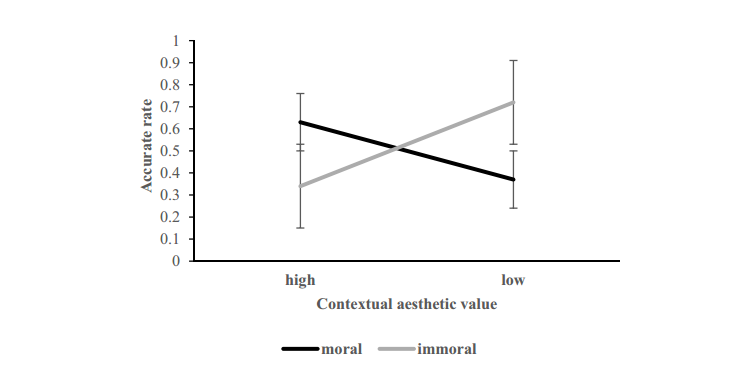 1
0.9
0.8
0.7
0.6
0.5
0.4
0.3
0.2
0.1
0
Accurate rate
high low
Contextual aesthetic value
moral immoral